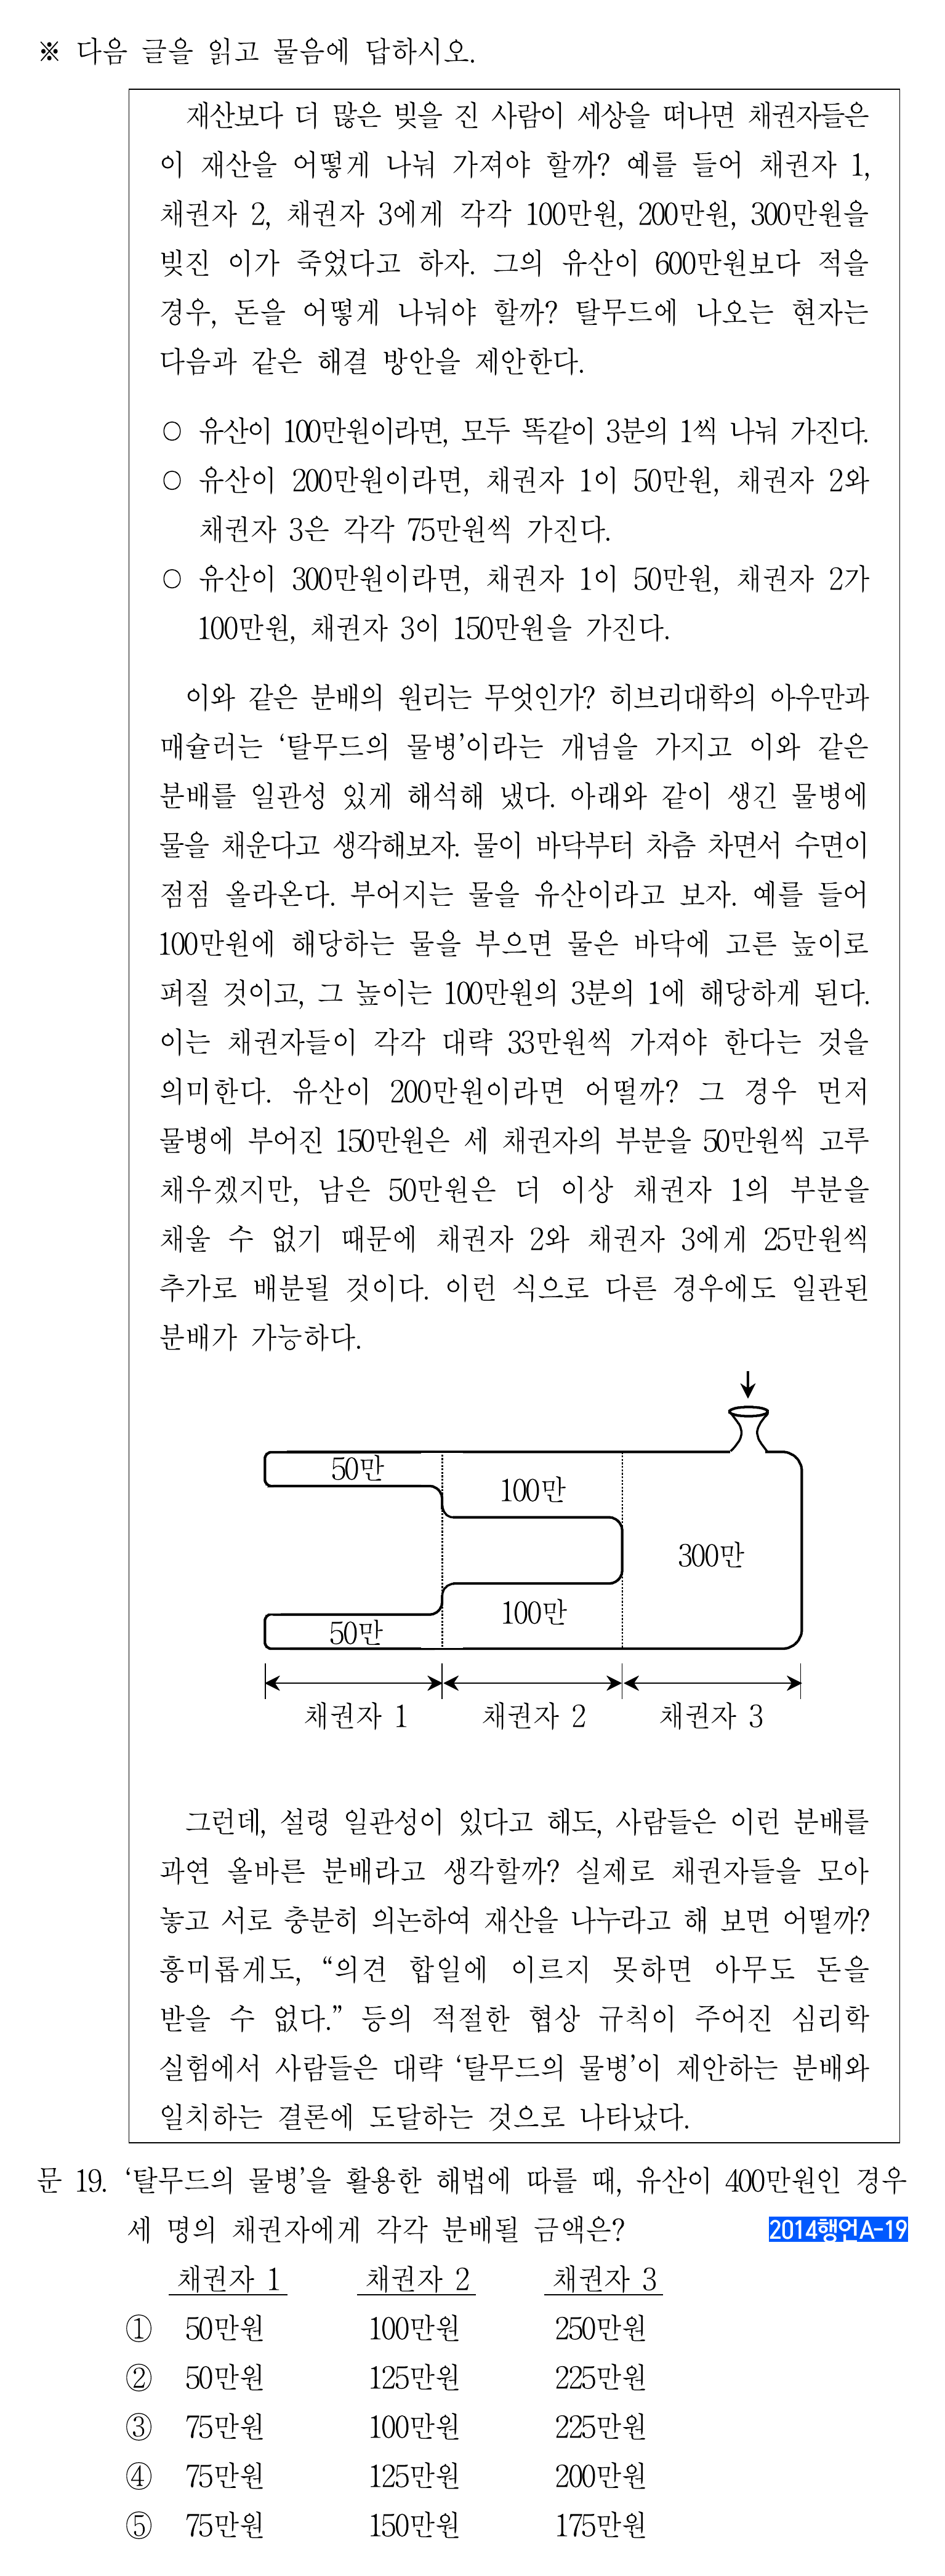 ※ 다음 글을 읽고 물음에 답하시오.
재산보다 더 많은 빚을 진 사람이 세상을 떠나면 채권자들은
이 재산을 어떻게 나눠 가져야 할까? 예를 들어 채권자 1,
채권자 2, 채권자 3에게 각각 100만원, 200만원, 300만원을
빚진 이가 죽었다고 하자. 그의 유산이 600만원보다 적을
경우, 돈을 어떻게 나눠야 할까? 탈무드에 나오는 현자는
다음과 같은 해결 방안을 제안한다.
○ 유산이 100만원이라면, 모두 똑같이 3분의 1씩 나눠 가진다.
○ 유산이 200만원이라면, 채권자 1이 50만원, 채권자 2와
채권자 3은 각각 75만원씩 가진다.
○ 유산이 300만원이라면, 채권자 1이 50만원, 채권자 2가
100만원, 채권자 3이 150만원을 가진다.
이와 같은 분배의 원리는 무엇인가? 히브리대학의 아우만과
매슐러는 ‘탈무드의 물병’이라는 개념을 가지고 이와 같은
분배를 일관성 있게 해석해 냈다. 아래와 같이 생긴 물병에
물을 채운다고 생각해보자. 물이 바닥부터 차츰 차면서 수면이
점점 올라온다. 부어지는 물을 유산이라고 보자. 예를 들어
100만원에 해당하는 물을 부으면 물은 바닥에 고른 높이로
퍼질 것이고, 그 높이는 100만원의 3분의 1에 해당하게 된다.
이는 채권자들이 각각 대략 33만원씩 가져야 한다는 것을
의미한다. 유산이 200만원이라면 어떨까? 그 경우 먼저
물병에 부어진 150만원은 세 채권자의 부분을 50만원씩 고루
채우겠지만, 남은 50만원은 더 이상 채권자 1의 부분을
채울 수 없기 때문에 채권자 2와 채권자 3에게 25만원씩
추가로 배분될 것이다. 이런 식으로 다른 경우에도 일관된
분배가 가능하다.
50만
100만
300만
100만
50만
채권자 1 채권자 2 채권자 3
그런데, 설령 일관성이 있다고 해도, 사람들은 이런 분배를
과연 올바른 분배라고 생각할까? 실제로 채권자들을 모아
놓고 서로 충분히 의논하여 재산을 나누라고 해 보면 어떨까?
흥미롭게도, “의견 합일에 이르지 못하면 아무도 돈을
받을 수 없다.” 등의 적절한 협상 규칙이 주어진 심리학
실험에서 사람들은 대략 ‘탈무드의 물병’이 제안하는 분배와
일치하는 결론에 도달하는 것으로 나타났다.
문 19. ‘탈무드의 물병’을 활용한 해법에 따를 때, 유산이 400만원인 경우
세 명의 채권자에게 각각 분배될 금액은? 2014행언A-19
채권자 1 채권자 2 채권자 3
① 50만원 100만원 250만원
② 50만원 125만원 225만원
③ 75만원 100만원 225만원
④ 75만원 125만원 200만원
⑤ 75만원 150만원 175만원